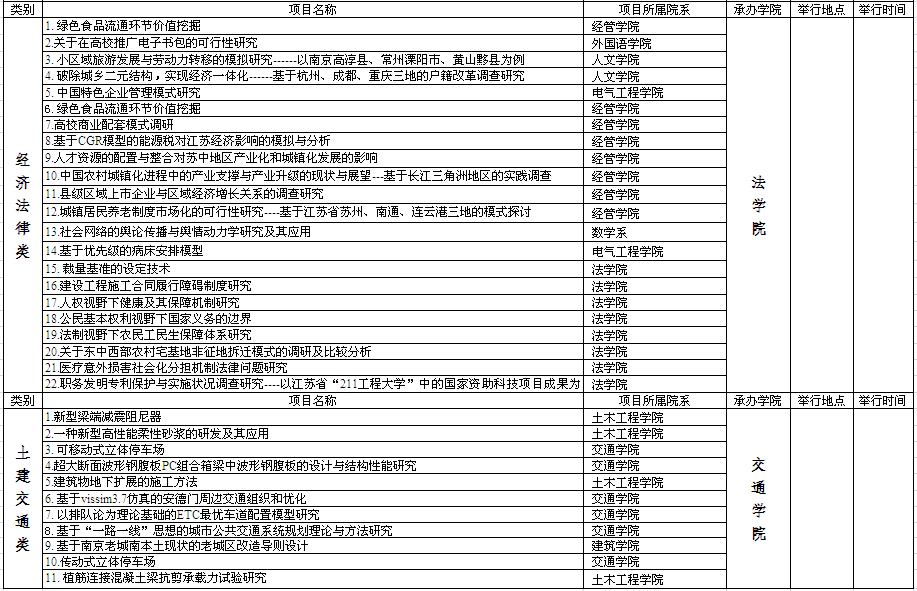 类别 项目名称 项目所属院系 承办学院 举行地点 举行时间
经济法律类
法学院
1. 绿色食品流通环节价值挖掘 经管学院
2.关于在高校推广电子书包的可行性研究 外国语学院
3. 小区域旅游发展与劳动力转移的模拟研究------以南京高淳县、常州溧阳市、黄山黟县为例 人文学院
4. 破除城乡二元结构，实现经济一体化------基于杭州、成都、重庆三地的户籍改革调查研究 人文学院
5. 中国特色企业管理模式研究 电气工程学院
6. 绿色食品流通环节价值挖掘 经管学院
7.高校商业配套模式调研 经管学院
8.基于CGR模型的能源税对江苏经济影响的模拟与分析 经管学院
9.人才资源的配置与整合对苏中地区产业化和城镇化发展的影响 经管学院
10.中国农村城镇化进程中的产业支撑与产业升级的现状与展望---基于长江三角洲地区的实践调查 经管学院
11.县级区域上市企业与区域经济增长关系的调查研究 经管学院
12.城镇居民养老制度市场化的可行性研究----基于江苏省苏州、南通、连云港三地的模式探讨 经管学院
13.社会网络的舆论传播与舆情动力学研究及其应用 数学系
14.基于优先级的病床安排模型 电气工程学院
15. 裁量基准的设定技术 法学院
16.建设工程施工合同履行障碍制度研究 法学院
17.人权视野下健康及其保障机制研究 法学院
18.公民基本权利视野下国家义务的边界 法学院
19.法制视野下农民工民生保障体系研究 法学院
20.关于东中西部农村宅基地非征地拆迁模式的调研及比较分析 法学院
21.医疗意外损害社会化分担机制法律问题研究 法学院
22.职务发明专利保护与实施状况调查研究----以江苏省“211工程大学”中的国家资助科技项目成果为 法学院
类别 项目名称 项目所属院系 承办学院 举行地点 举行时间
土建交通类
交通学院
1.新型梁端减震阻尼器 土木工程学院
2.一种新型高性能柔性砂浆的研发及其应用 土木工程学院
3. 可移动式立体停车场 交通学院
4.超大断面波形钢腹板PC组合箱梁中波形钢腹板的设计与结构性能研究 交通学院
5.建筑物地下扩展的施工方法 土木工程学院
6. 基于vissim3.7仿真的安德门周边交通组织和优化 交通学院
7. 以排队论为理论基础的ETC最优车道配置模型研究 交通学院
8. 基于“一路一线”思想的城市公共交通系统规划理论与方法研究 交通学院
9. 基于南京老城南本土现状的老城区改造导则设计 建筑学院
10.传动式立体停车场 交通学院
11. 植筋连接混凝土梁抗剪承载力试验研究 土木工程学院